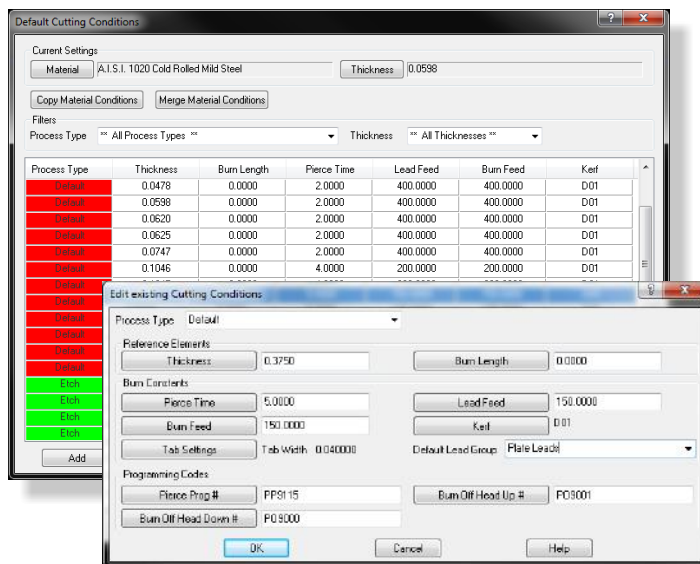 Default Cutting Conditions
Current Settings
Material A.I.S.I. 1020 Cold Rolled Mild Steel Thickness 0.0598
Copy Material Conditions Merge Material Conditions
Filters
Process Type ** All Process Types ** Thickness ** All Thicknesses **
Process Type Thickness Burn Length Pierce Time Lead Feed Burn Feed Kerf
Default 0.0478 0.0000 2.0000 400.0000 400.0000 D01
Default 0.0598 0.0000 2.0000 400.0000 400.0000 D01
Default 0.0620 0.0000 2.0000 400.0000 400.0000 D01
Default 0.0625 0.0000 2.0000 400.0000 400.0000 D01
Default 0.0747 0.0000 2.0000 400.0000 400.0000 D01
Default 0.1046 0.0000 4.0000 200.0000 200.0000 D01
Default
Default
Default
Default
Default
Default
Etch
Etch
Etch
Etch
Add
Edit existing Cutting Conditions
Process Type Default
Reference Elements
Thickness 0.3750 Burn Length 0.0000
Burn Constants
Pierce Time 5.0000 Lead Feed 150.0000
Burn Feed 150.0000 Kerf D01
Tab Settings Tab Width 0.040000 Default Lead Group Plate Leads
Programming Codes
Pierce Prog # PP9115 Burn Off Head Up # PO9001
Burn Off Head Down # PO9000
OK Cancel Help